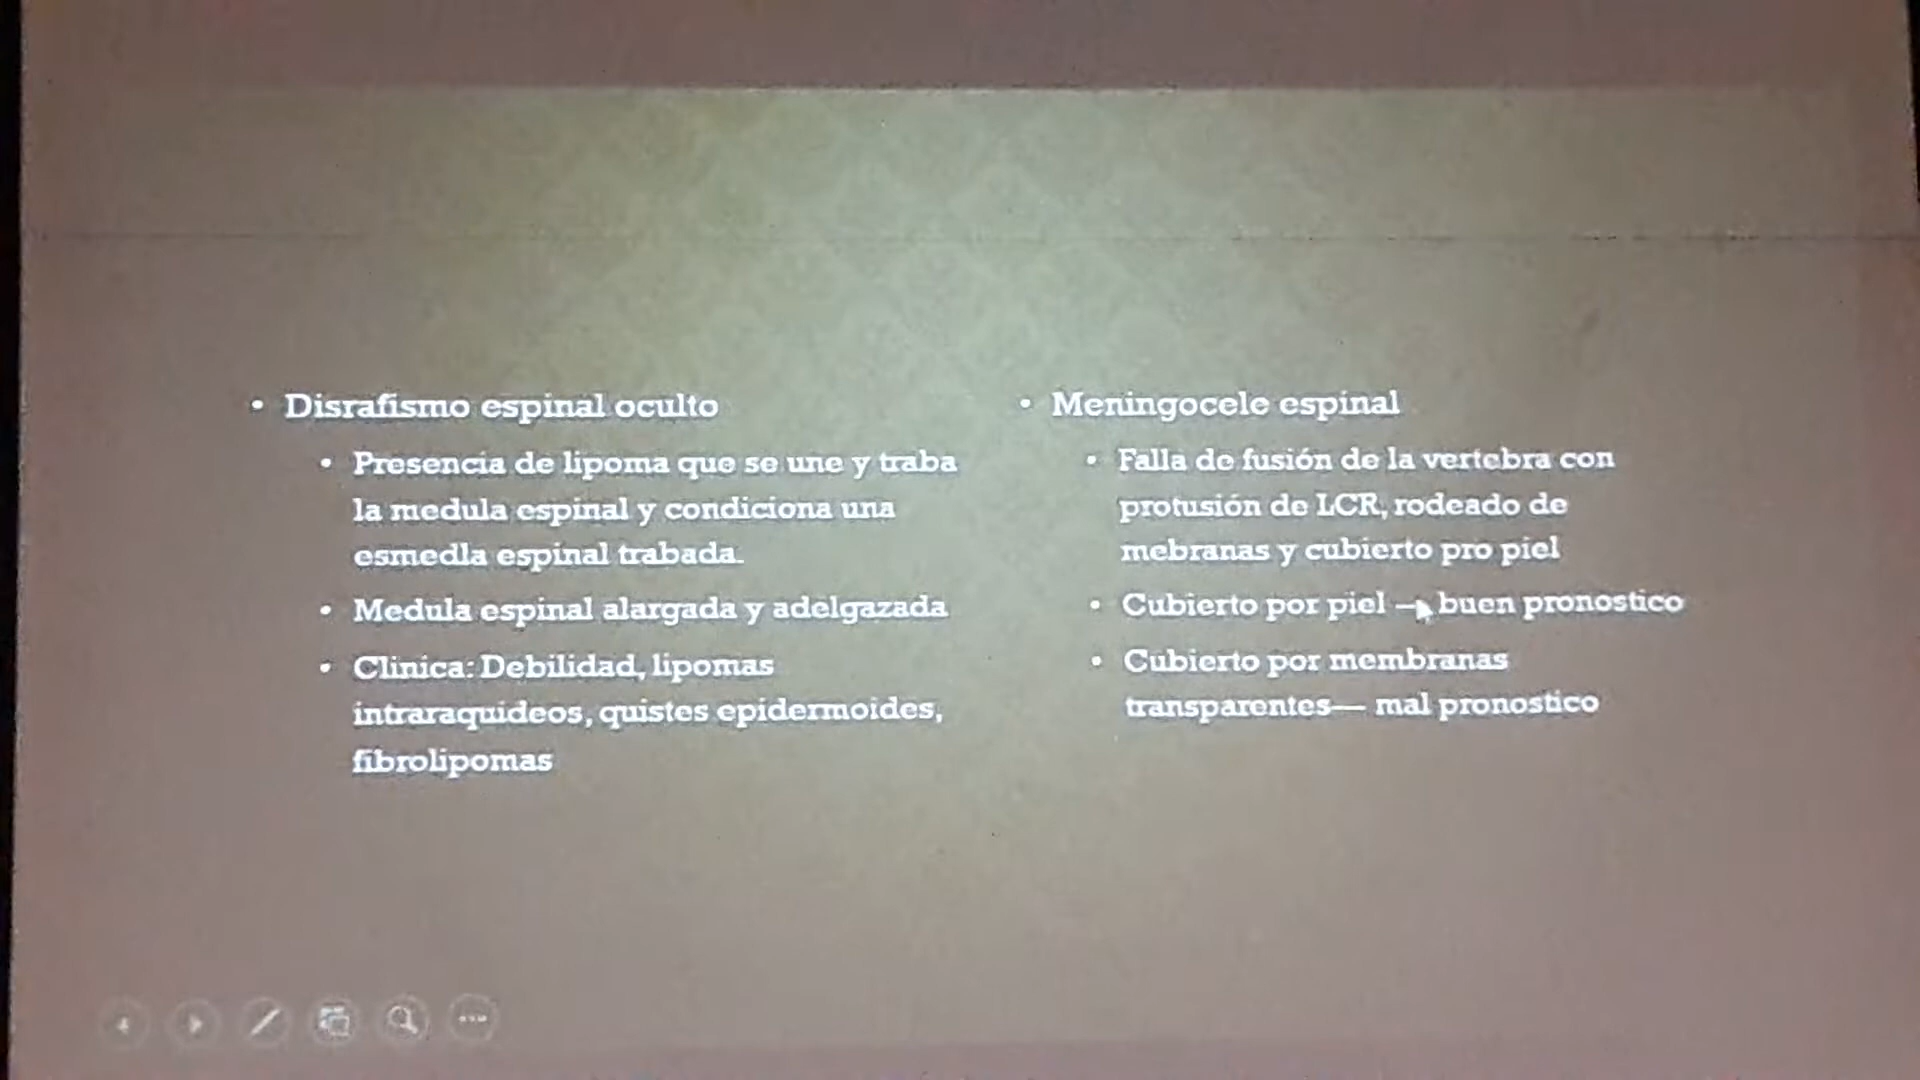 • Disrafismo espinal oculto
• Presencia de lipoma que se une y traba
la medula espinal y condiciona una
esmedla espinal trabada.
• Medula espinal alargada y adelgazada
• Clinica: Debilidad, lipomas
intraraquideos, quistes epidermoides,
fibrolipomas
• Meningocele espinal
• Falla de fusión de la vertebra con
protusión de LCR, rodeado de
mebranas y cubierto pro piel
• Cubierto por piel → buen pronostico
• Cubierto por membranas
transparentes— mal pronostico